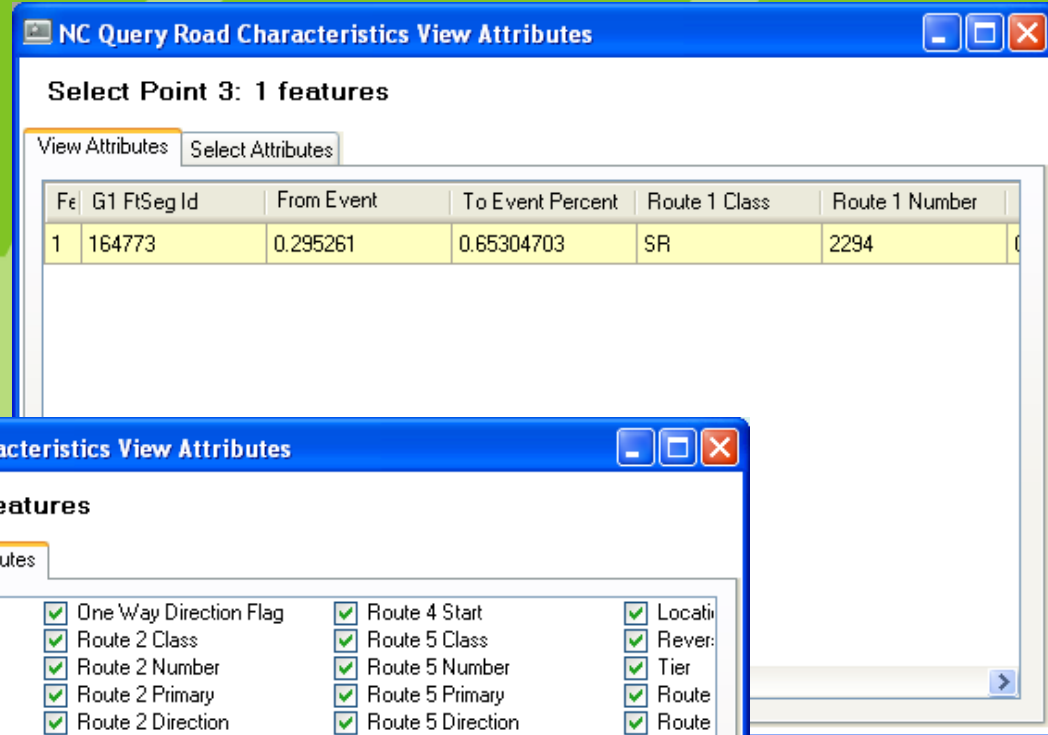 NC Query Road Characteristics View Attributes
Select Point 3: 1 features
View Attributes Select Attributes
Fe G1 FtSeg Id From Event To Event Percent Route 1 Class Route 1 Number
1 164773 0.295261 0.65304703 SR 2294
acteristics View Attributes
eatures
utes
One Way Direction Flag Route 4 Start Locati
Route 2 Class Route 5 Class Rever
Route 2 Number Route 5 Number Tier
Route 2 Primary Route 5 Primary Route
Route 2 Direction Route 5 Direction Route